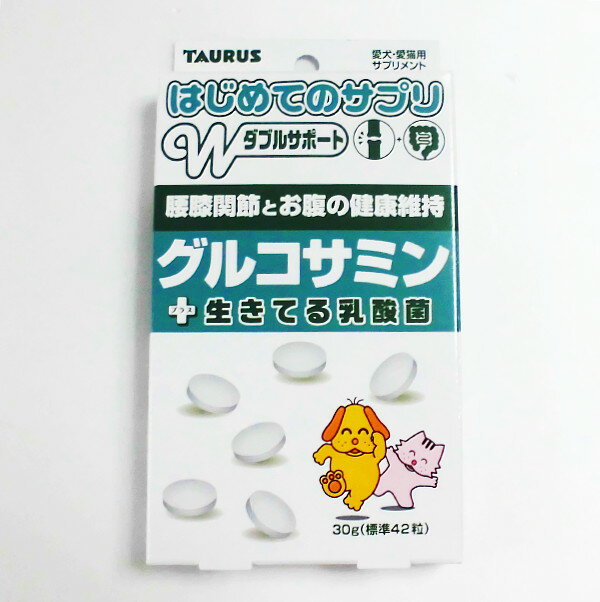 TAURUS
愛犬・愛猫用
サプリメント
はじめてのサプリ
W ダブルサポート +
腰膝関節とお腹の健康維持
グルコサミン
プラス 生きてる乳酸菌
30g(標準42粒)